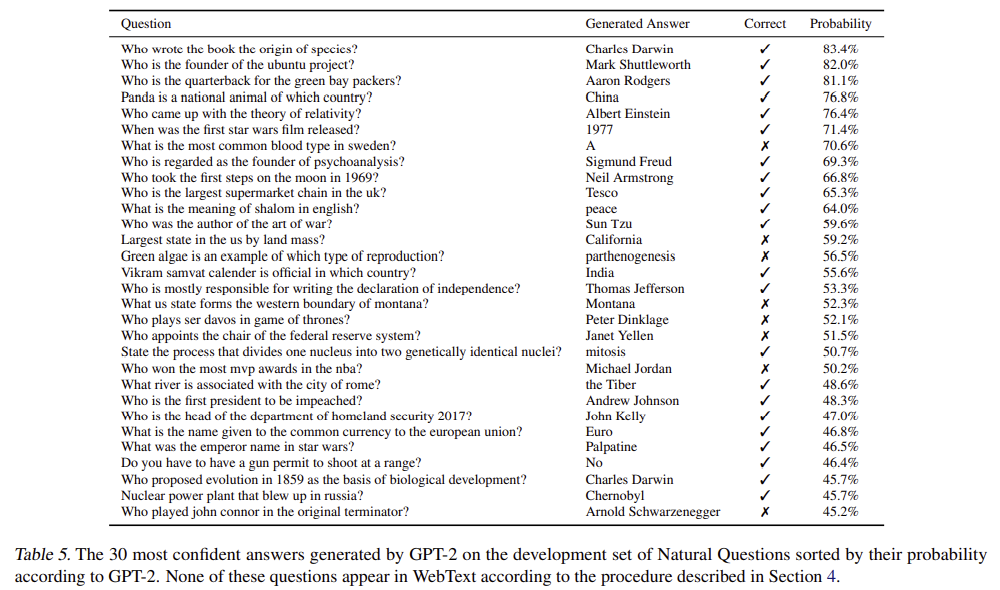 Question Generated Answer Correct Probability
Who wrote the book the origin of species? Charles Darwin ✓ 83.4%
Who is the founder of the ubuntu project? Mark Shuttleworth ✓ 82.0%
Who is the quarterback for the green bay packers? Aaron Rodgers ✓ 81.1%
Panda is a national animal of which country? China ✓ 76.8%
Who came up with the theory of relativity? Albert Einstein ✓ 76.4%
When was the first star wars film released? 1977 ✓ 71.4%
What is the most common blood type in sweden? A ✗ 70.6%
Who is regarded as the founder of psychoanalysis? Sigmund Freud ✓ 69.3%
Who took the first steps on the moon in 1969? Neil Armstrong ✓ 66.8%
Who is the largest supermarket chain in the uk? Tesco ✓ 65.3%
What is the meaning of shalom in english? peace ✓ 64.0%
Who was the author of the art of war? Sun Tzu ✓ 59.6%
Largest state in the us by land mass? California ✗ 59.2%
Green algae is an example of which type of reproduction? parthenogenesis ✗ 56.5%
Vikram samvat calender is official in which country? India ✓ 55.6%
Who is mostly responsible for writing the declaration of independence? Thomas Jefferson ✓ 53.3%
What us state forms the western boundary of montana? Montana ✗ 52.3%
Who plays ser davos in game of thrones? Peter Dinklage ✗ 52.1%
Who appoints the chair of the federal reserve system? Janet Yellen ✗ 51.5%
State the process that divides one nucleus into two genetically identical nuclei? mitosis ✓ 50.7%
Who won the most mvp awards in the nba? Michael Jordan ✗ 50.2%
What river is associated with the city of rome? the Tiber ✓ 48.6%
Who is the first president to be impeached? Andrew Johnson ✓ 48.3%
Who is the head of the department of homeland security 2017? John Kelly ✓ 47.0%
What is the name given to the common currency to the european union? Euro ✓ 46.8%
What was the emperor name in star wars? Palpatine ✓ 46.5%
Do you have to have a gun permit to shoot at a range? No ✓ 46.4%
Who proposed evolution in 1859 as the basis of biological development? Charles Darwin ✓ 45.7%
Nuclear power plant that blew up in russia? Chernobyl ✓ 45.7%
Who played john connor in the original terminator? Arnold Schwarzenegger ✗ 45.2%
Table 5. The 30 most confident answers generated by GPT-2 on the development set of Natural Questions sorted by their probability
according to GPT-2. None of these questions appear in WebText according to the procedure described in Section 4.